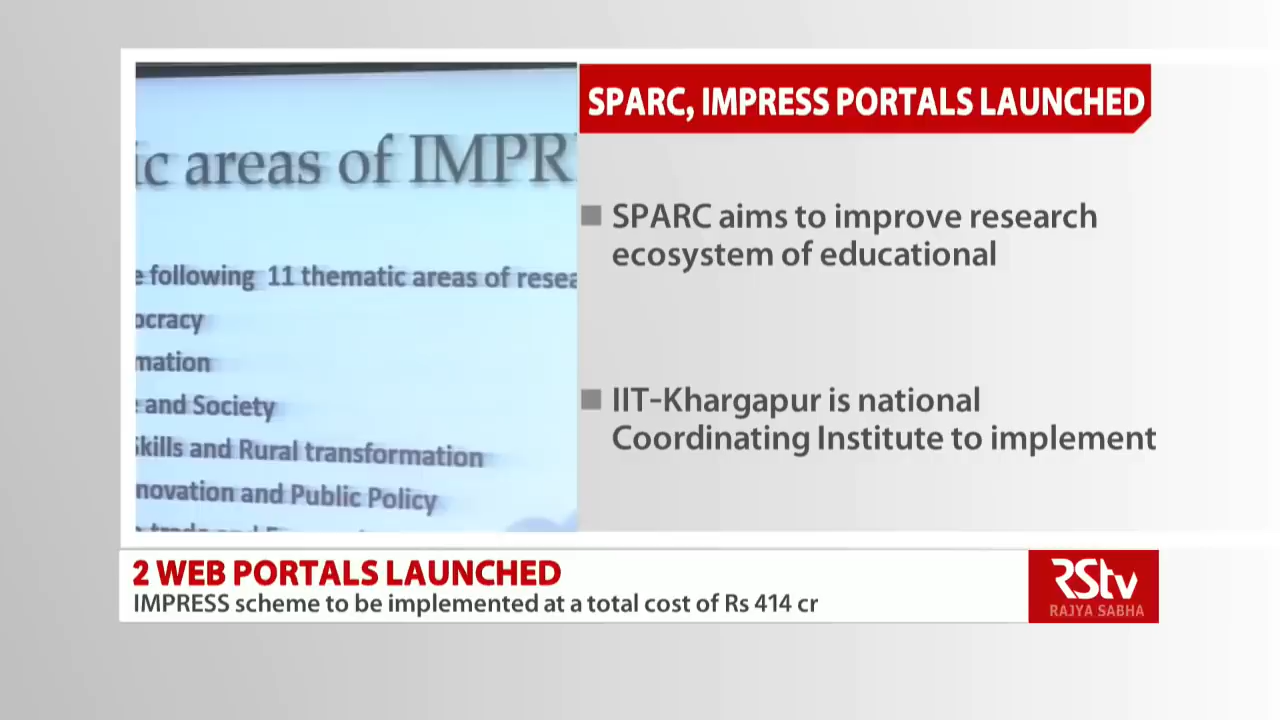 ic areas of IMPR
e following 11 thematic areas of resea
ocracy
mation
and Society
kills and Rural transformation
novation and Public Policy
SPARC, IMPRESS PORTALS LAUNCHED
SPARC aims to improve research
ecosystem of educational
IIT-Khargapur is national
Coordinating Institute to implement
2 WEB PORTALS LAUNCHED
IMPRESS scheme to be implemented at a total cost of Rs 414 cr
RStv
RAJYA SABHA